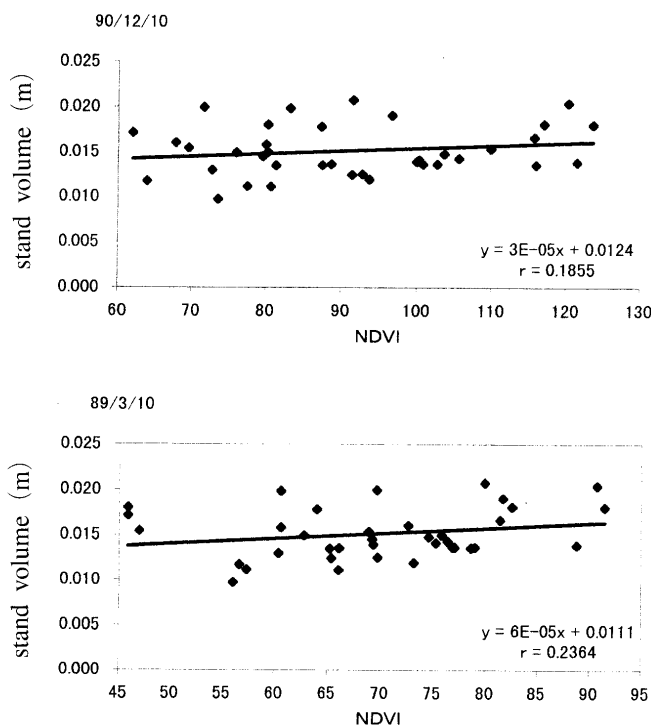 90/12/10
stand volume (m)
0.025
0.020
0.015
0.010
0.005
0.000
60 70 80 90 100 110 120 130
NDVI
y = 3E-05x + 0.0124
r = 0.1855
89/3/10
stand volume (m)
0.025
0.020
0.015
0.010
0.005
0.000
45 50 55 60 65 70 75 80 85 90 95
NDVI
y = 6E-05x + 0.0111
r = 0.2364